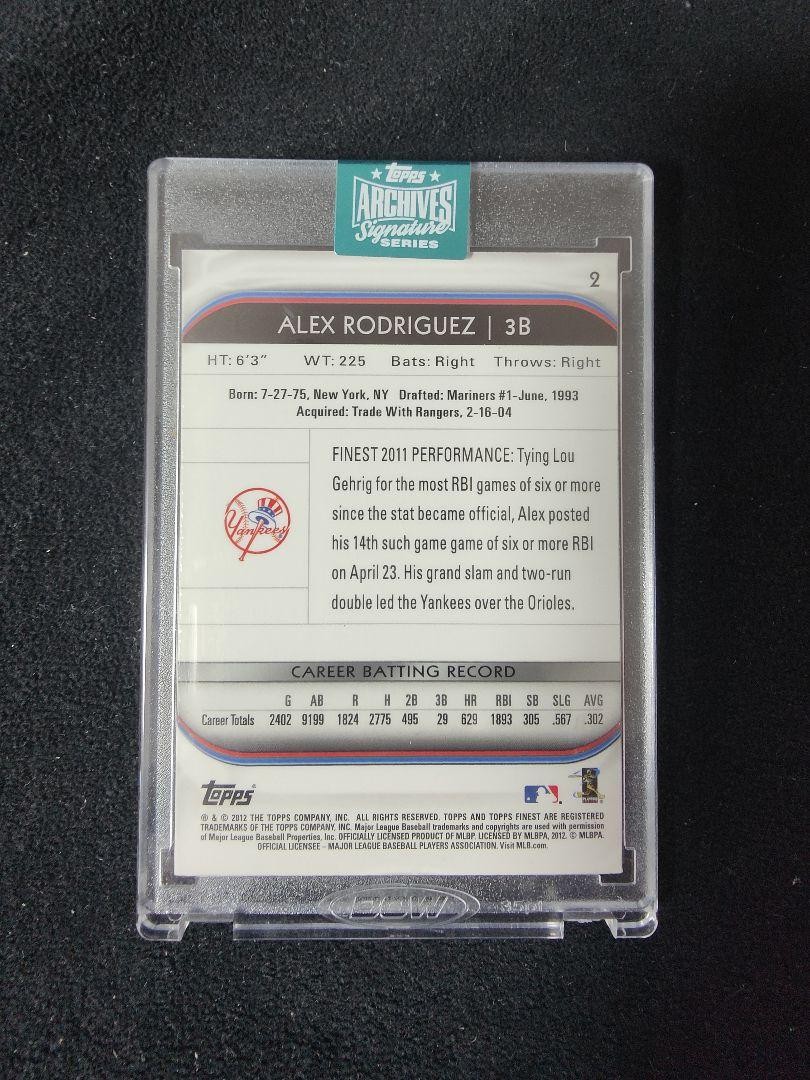 Topps
ARCHIVES
Signature
SERIES
2
ALEX RODRIGUEZ | 3B
HT: 6'3" WT: 225 Bats: Right Throws: Right
Born: 7-27-75, New York, NY Drafted: Mariners #1-June, 1993
Acquired: Trade With Rangers, 2-16-04
FINEST 2011 PERFORMANCE: Tying Lou
Gehrig for the most RBI games of six or more
since the stat became official, Alex posted
his 14th such game game of six or more RBI
on April 23. His grand slam and two-run
double led the Yankees over the Orioles.
Yankees
CAREER BATTING RECORD
G AB R H 2B 3B HR RBI SB SLG AVG
Career Totals 2402 9199 1824 2775 495 29 629 1893 305 .567 .302
Topps®
® & © 2012 THE TOPPS COMPANY, INC. ALL RIGHTS RESERVED. TOPPS AND TOPPS FINEST ARE REGISTERED
TRADEMARKS OF THE TOPPS COMPANY, INC. Major League Baseball trademarks and copyrights are used with permission
of Major League Baseball Properties, Inc. OFFICIALLY LICENSED PRODUCT OF MLBP. LICENSED BY MLBPA, 2012. © MLBPA.
OFFICIAL LICENSEE – MAJOR LEAGUE BASEBALL PLAYERS ASSOCIATION. Visit MLB.com.
BCW